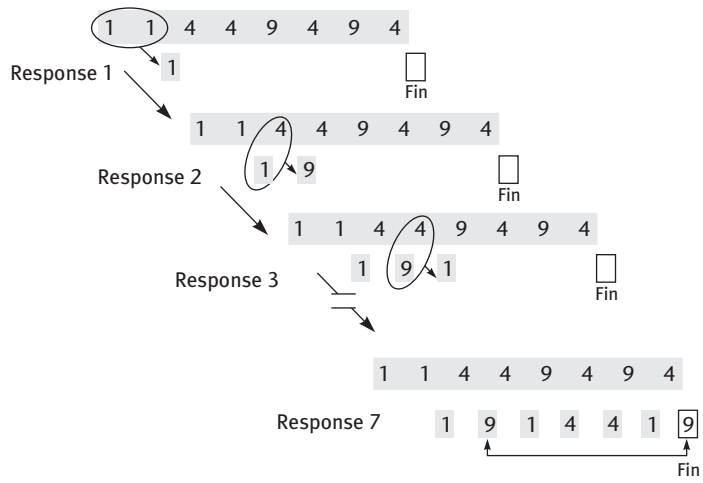 1 1 4 4 9 4 9 4
1
Response 1
Fin
1 1 4 4 9 4 9 4
1 9
Response 2
Fin
1 1 4 4 9 4 9 4
1 9 1
Response 3
Fin
1 1 4 4 9 4 9 4
Response 7 1 9 1 4 4 1 9
Fin